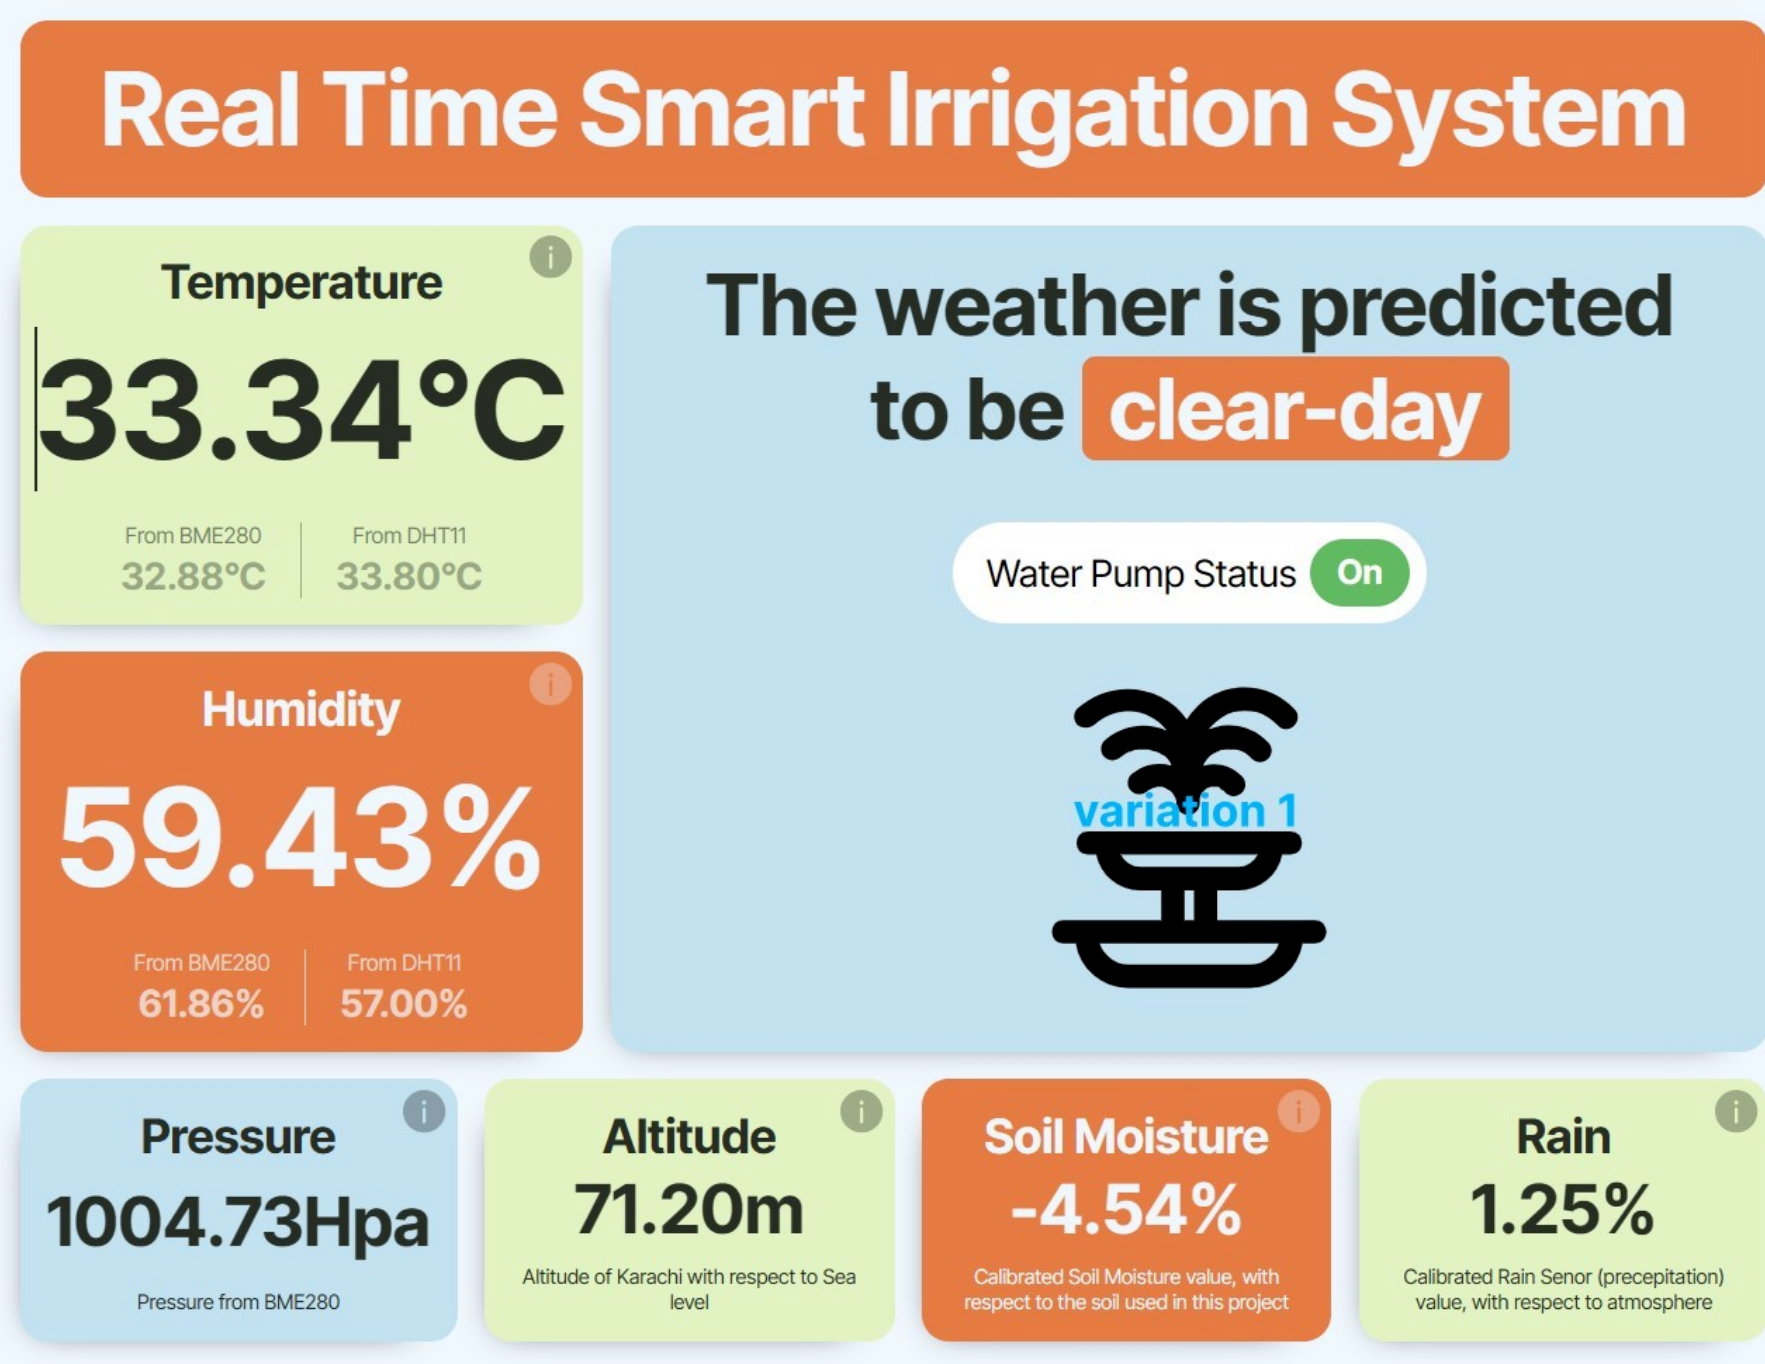 Real Time Smart Irrigation System
Temperature
33.34°C
From BME280
32.88°C
From DHT11
33.80°C
The weather is predicted
to be clear-day
Water Pump Status On
variation 1
Humidity
59.43%
From BME280
61.86%
From DHT11
57.00%
Pressure
1004.73Hpa
Pressure from BME280
Altitude
71.20m
Altitude of Karachi with respect to Sea
level
Soil Moisture
-4.54%
Calibrated Soil Moisture value, with
respect to the soil used in this project
Rain
1.25%
Calibrated Rain Senor (precepitation)
value, with respect to atmosphere